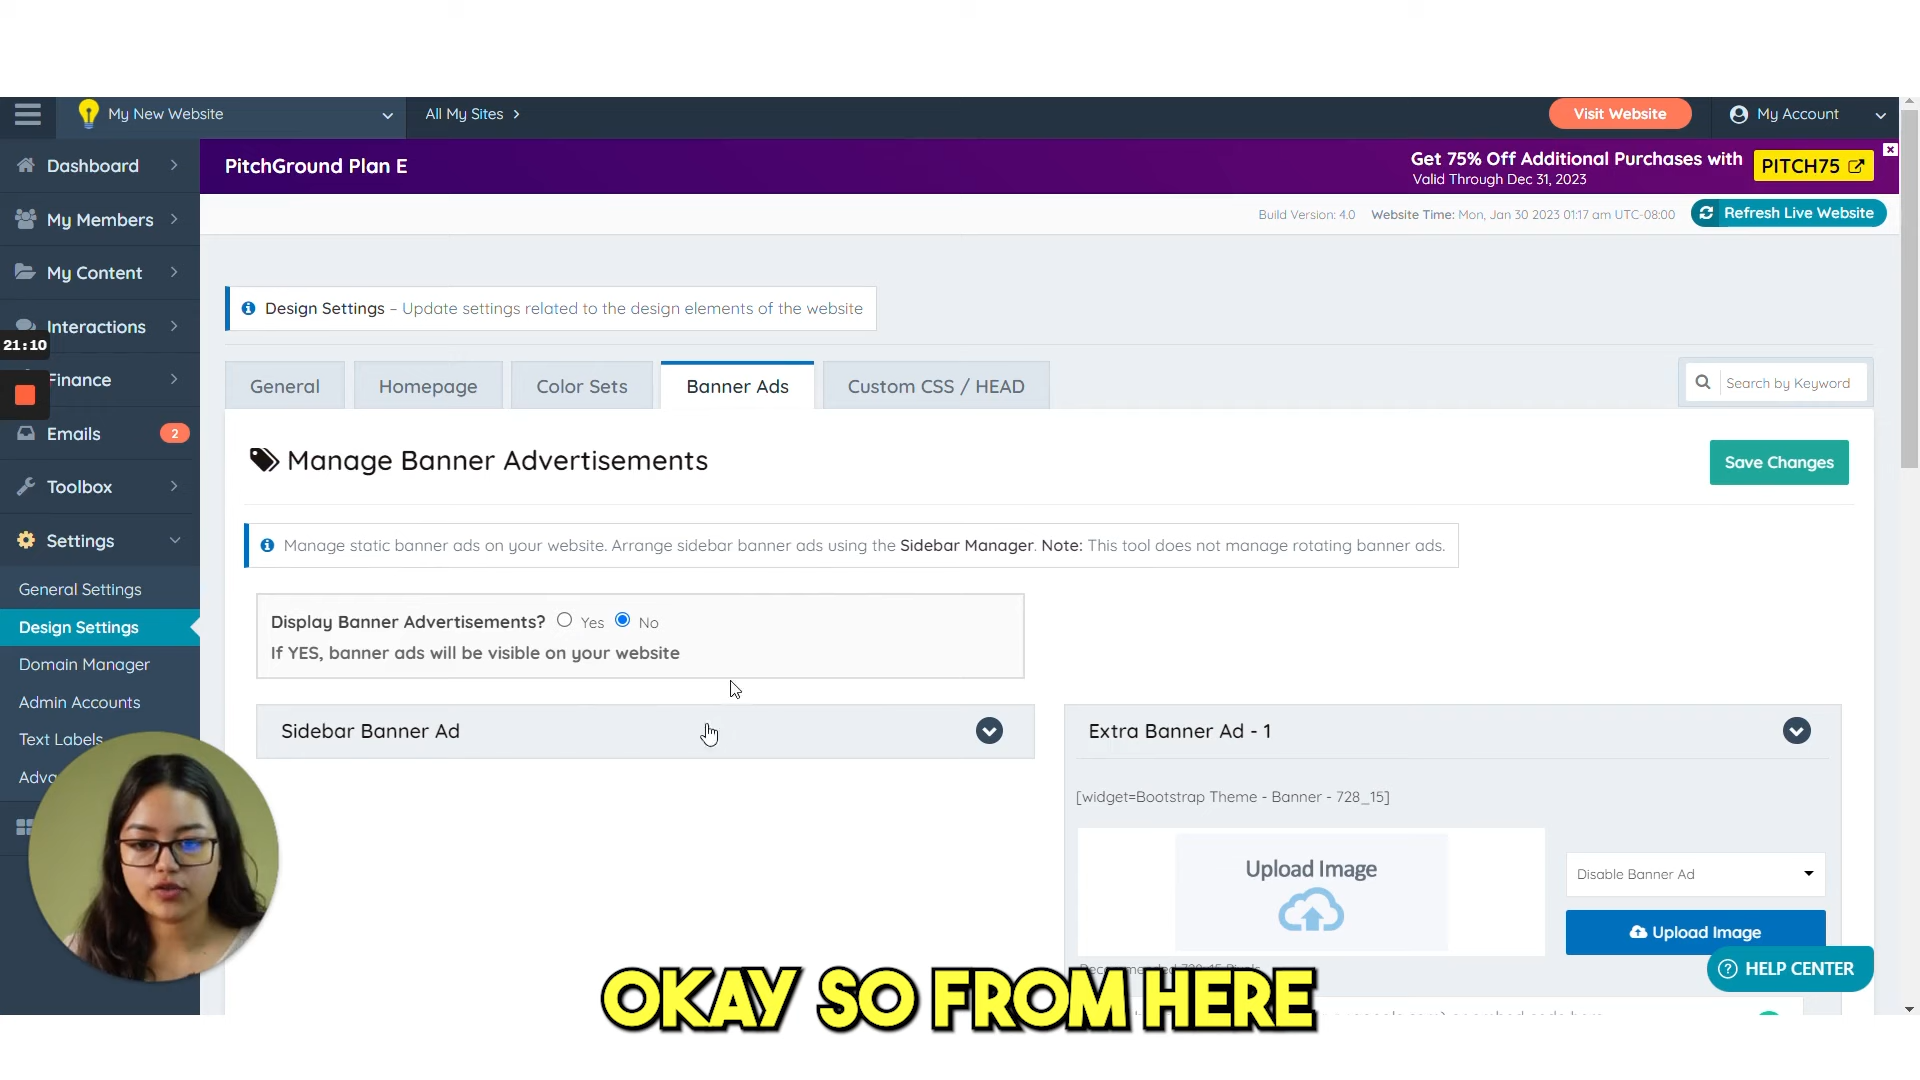 My New Website
All My Sites
Visit Website
My Account
Dashboard
PitchGround Plan E
Get 75% Off Additional Purchases with
Valid Through Dec 31, 2023
PITCH75
My Members
Build Version: 4.0 Website Time: Mon, Jan 30 2023 01:17 am UTC-08:00
Refresh Live Website
My Content
Design Settings – Update settings related to the design elements of the website
Interactions
21:10
Finance
General
Homepage
Color Sets
Banner Ads
Custom CSS / HEAD
Search by Keyword
Emails
2
Manage Banner Advertisements
Save Changes
Toolbox
Settings
Manage static banner ads on your website. Arrange sidebar banner ads using the Sidebar Manager. Note: This tool does not manage rotating banner ads.
General Settings
Design Settings
Display Banner Advertisements? Yes No
If YES, banner ads will be visible on your website
Domain Manager
Admin Accounts
Text Labels
Sidebar Banner Ad
Extra Banner Ad - 1
[widget=Bootstrap Theme - Banner - 728_15]
Upload Image
Disable Banner Ad
Upload Image
HELP CENTER
OKAY SO FROM HERE